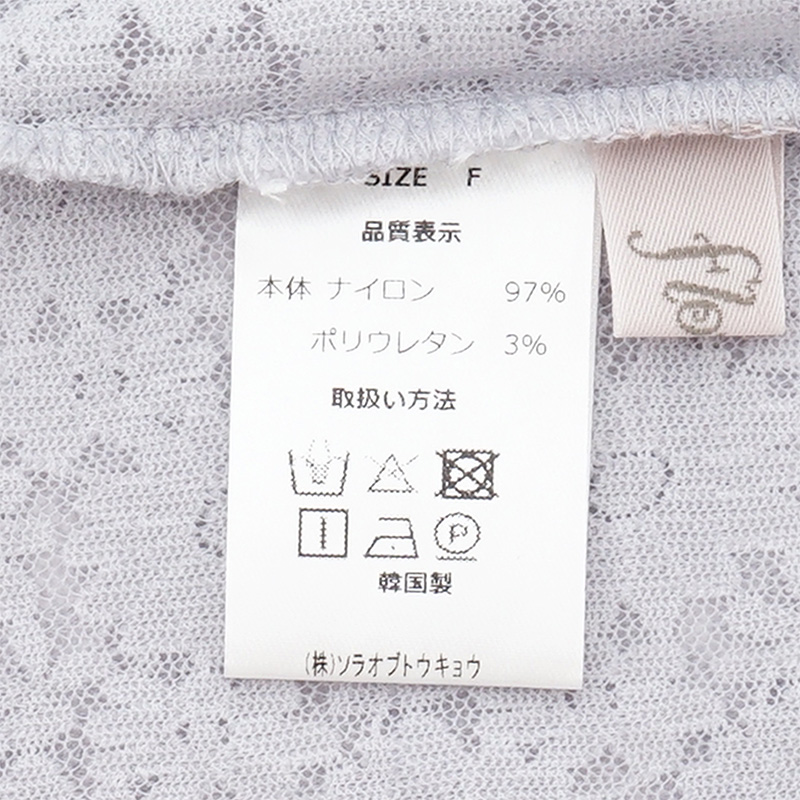 SIZE F
品質表示
本体 ナイロン 97%
ポリウレタン 3%
取扱い方法
P
韓国製
(株)ソラオブトウキョウ
flo